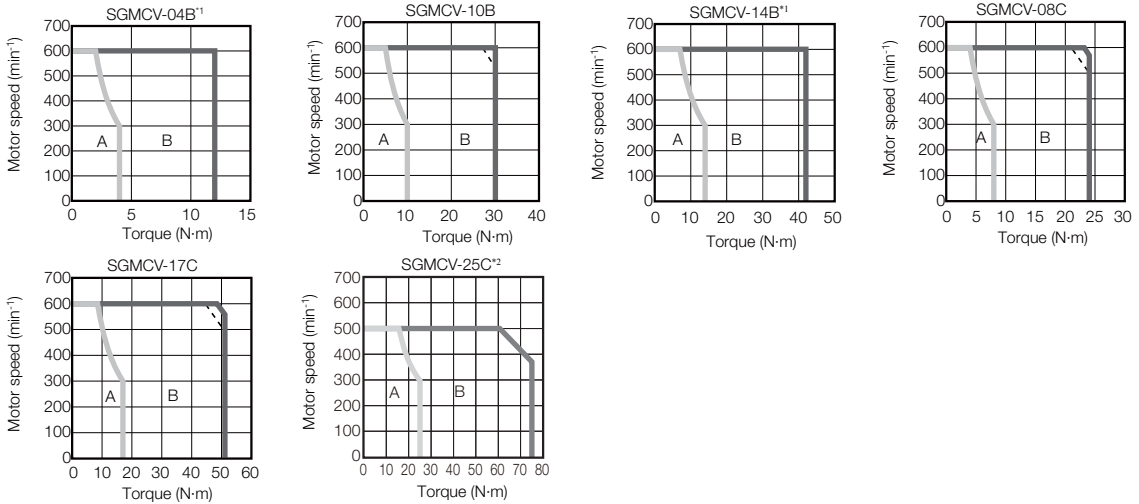 SGMCV-04B*1
Motor speed (min-1)
700
600
500
400
300
200
100
0
A
B
0 5 10 15
Torque (N·m)
SGMCV-10B
Motor speed (min-1)
700
600
500
400
300
200
100
0
A
B
0 10 20 30 40
Torque (N·m)
SGMCV-14B*1
Motor speed (min-1)
700
600
500
400
300
200
100
0
A
B
0 10 20 30 40 50
Torque (N·m)
SGMCV-08C
Motor speed (min-1)
700
600
500
400
300
200
100
0
A
B
0 5 10 15 20 25 30
Torque (N·m)
SGMCV-17C
Motor speed (min-1)
700
600
500
400
300
200
100
0
A
B
0 10 20 30 40 50 60
Torque (N·m)
SGMCV-25C*2
Motor speed (min-1)
700
600
500
400
300
200
100
0
A
B
0 10 20 30 40 50 60 70 80
Torque (N·m)